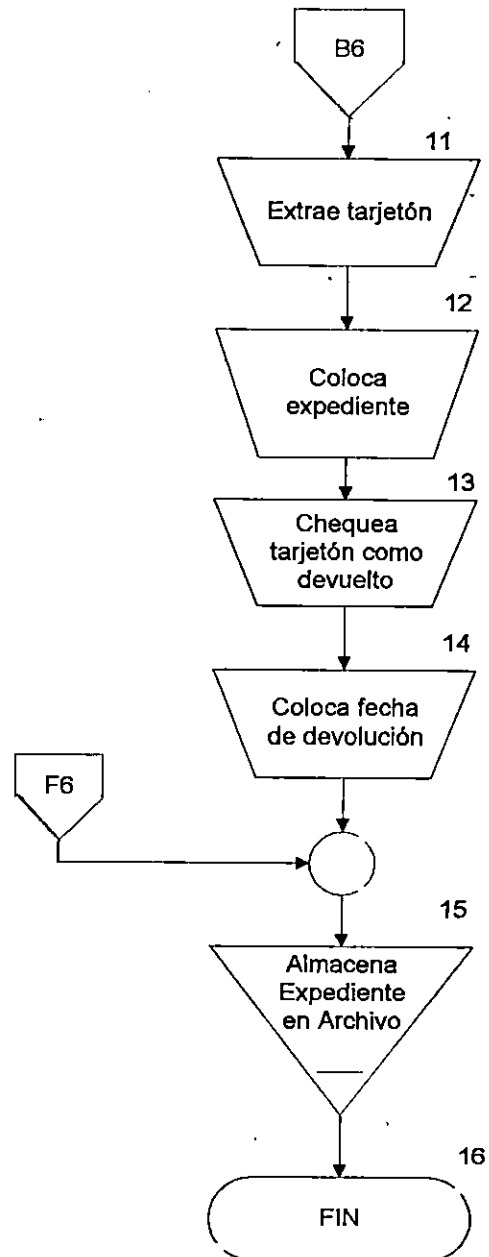 B6
11
Extrae tarjetón
12
Coloca
expediente
13
Chequea
tarjetón como
devuelto
14
Coloca fecha
de devolución
F6
15
Almacena
Expediente
en Archivo
16
FIN